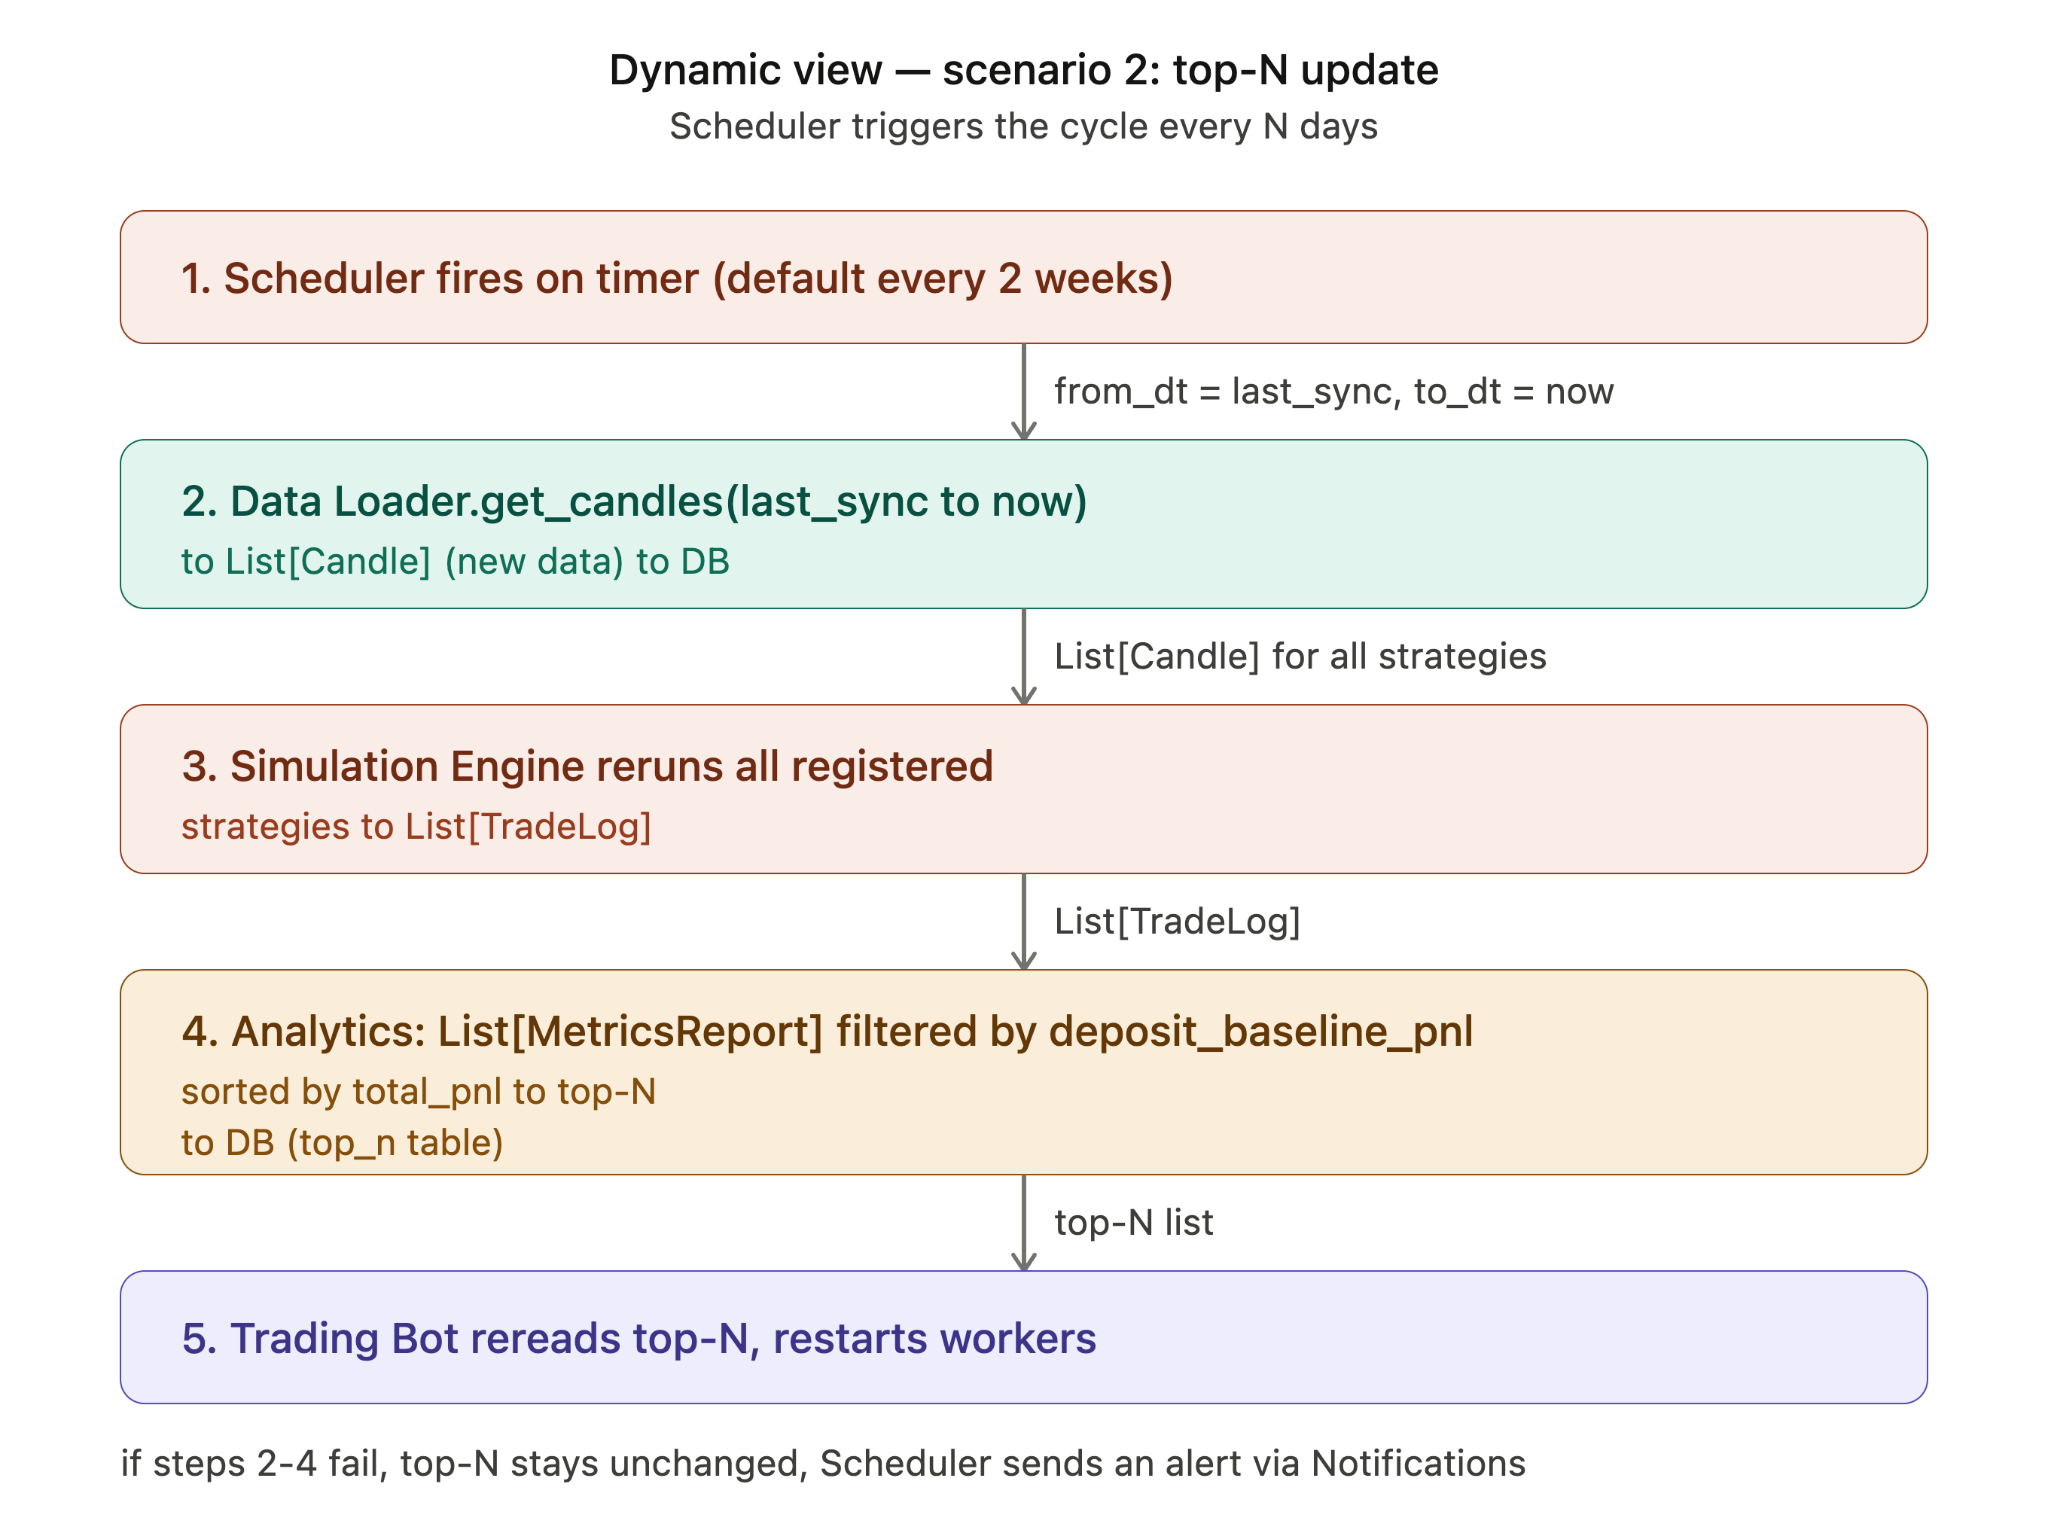 Dynamic view — scenario 2: top-N update
Scheduler triggers the cycle every N days
1. Scheduler fires on timer (default every 2 weeks)
from_dt = last_sync, to_dt = now
2. Data Loader.get_candles(last_sync to now)
to List[Candle] (new data) to DB
List[Candle] for all strategies
3. Simulation Engine reruns all registered
strategies to List[TradeLog]
List[TradeLog]
4. Analytics: List[MetricsReport] filtered by deposit_baseline_pnl
sorted by total_pnl to top-N
to DB (top_n table)
top-N list
5. Trading Bot rereads top-N, restarts workers
if steps 2-4 fail, top-N stays unchanged, Scheduler sends an alert via Notifications